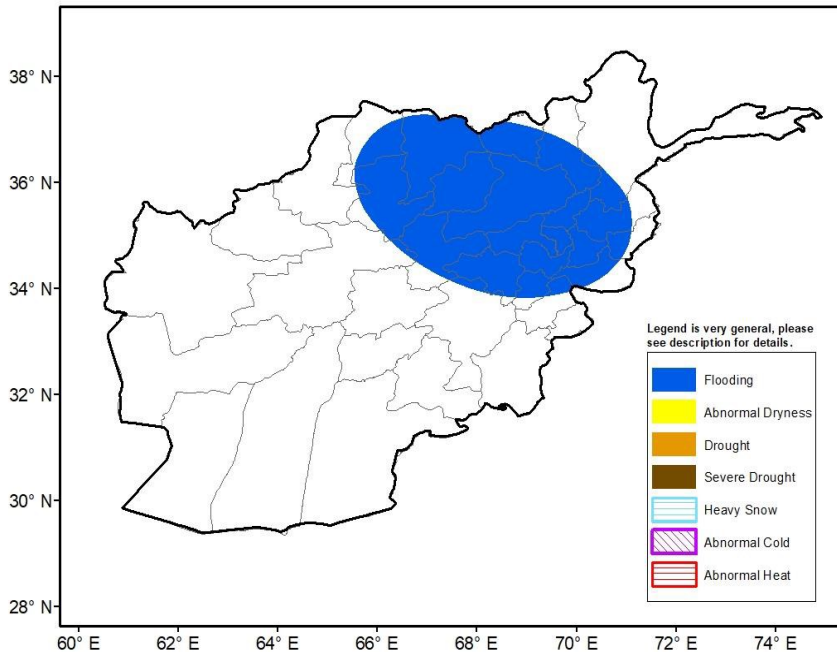 38° N
36° N
34° N
32° N
30° N
28° N
60° E
62° E
64° E
66° E
68° E
70° E
72° E
74° E
Legend is very general, please
see description for details.
Flooding
Abnormal Dryness
Drought
Severe Drought
Heavy Snow
Abnormal Cold
Abnormal Heat